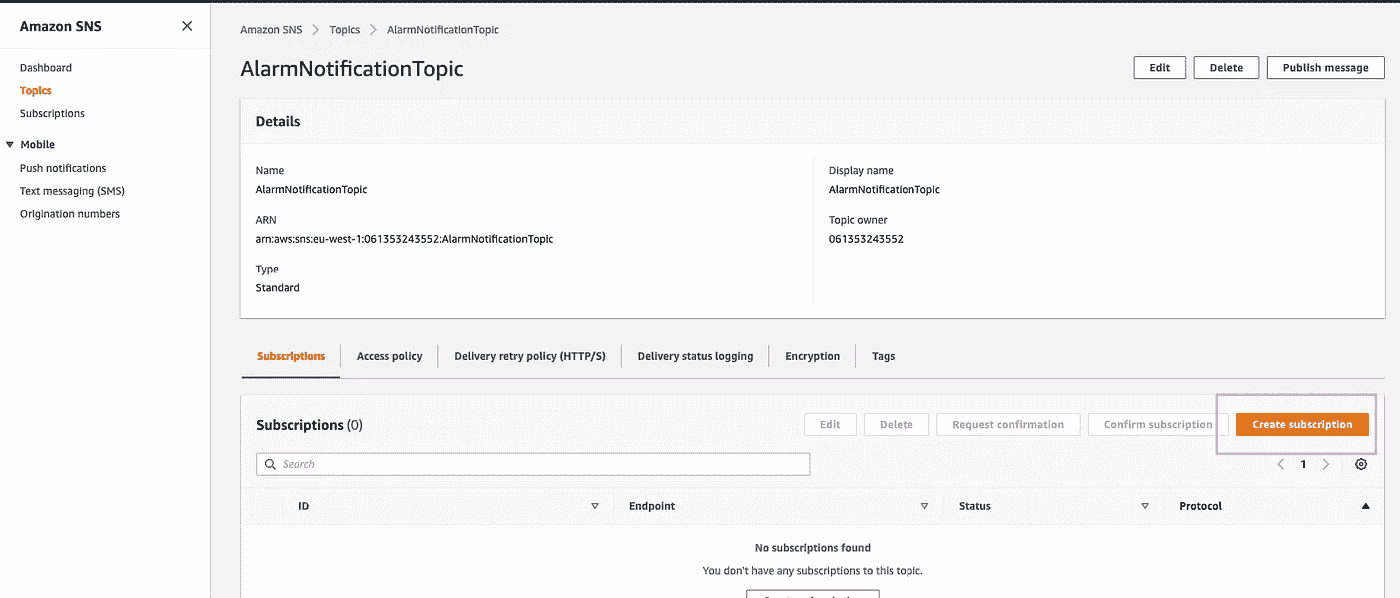 Amazon SNS
Dashboard
Topics
Subscriptions
Mobile
Push notifications
Text messaging (SMS)
Origination numbers
Amazon SNS Topics AlarmNotificationTopic
AlarmNotificationTopic
Edit Delete Publish message
Details
Name
AlarmNotificationTopic
ARN
arn:aws:sns:eu-west-1:061353243552:AlarmNotificationTopic
Type
Standard
Display name
AlarmNotificationTopic
Topic owner
061353243552
Subscriptions Access policy Delivery retry policy (HTTP/S) Delivery status logging Encryption Tags
Subscriptions (0)
Edit Delete Request confirmation Confirm subscription Create subscription
Search
1
ID Endpoint Status Protocol
No subscriptions found
You don't have any subscriptions to this topic.